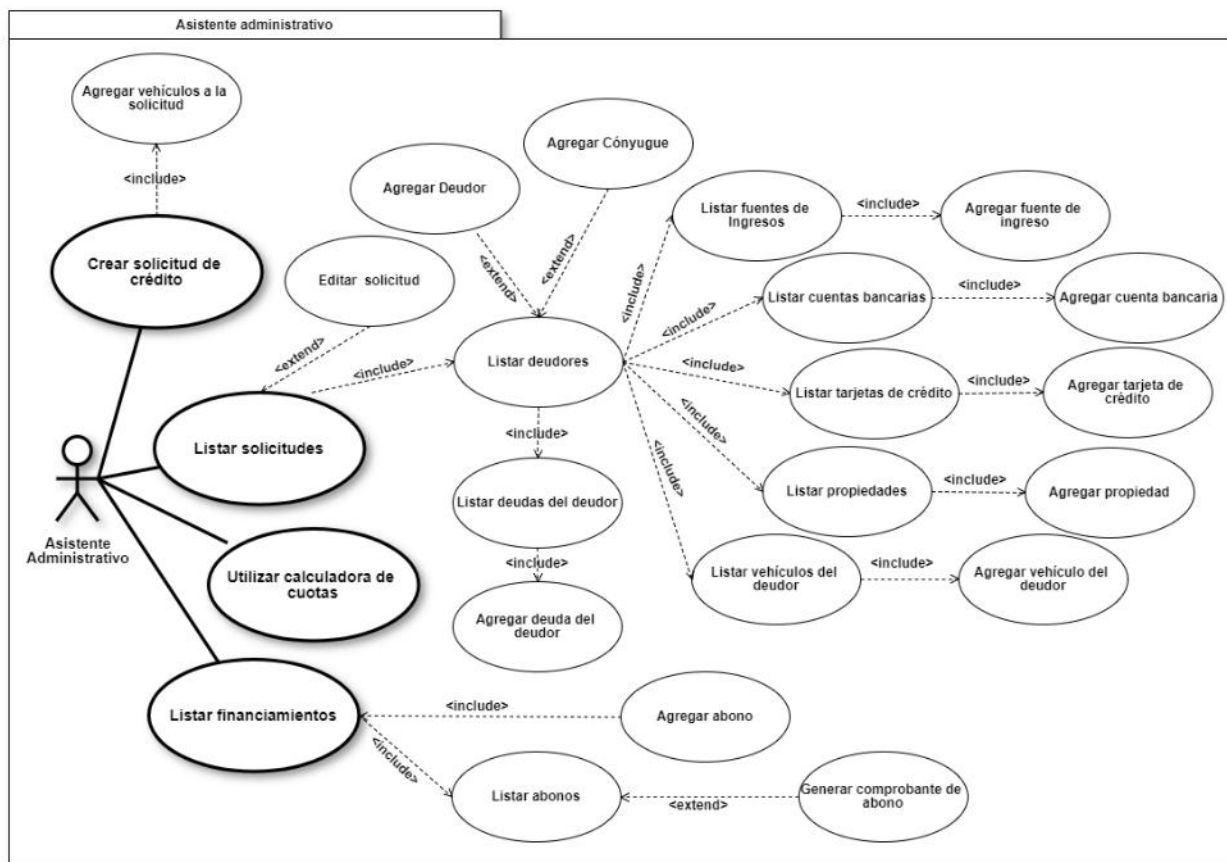 Asistente administrativo
Agregar vehículos a la
solicitud
<include>
Crear solicitud de
crédito
Agregar Deudor
Agregar Cónyugue
<extend>
<extend>
Editar solicitud
<extend>
Listar solicitudes
<include>
Listar deudores
<include>
Listar fuentes de
Ingresos
<include>
Agregar fuente de
ingreso
<include>
Listar cuentas bancarias
<include>
Agregar cuenta bancaria
<include>
Listar tarjetas de crédito
<include>
Agregar tarjeta de
crédito
<include>
Listar propiedades
<include>
Agregar propiedad
<include>
Listar vehículos del
deudor
<include>
Agregar vehículo del
deudor
<include>
Listar deudas del deudor
<include>
Agregar deuda del
deudor
Asistente
Administrativo
Utilizar calculadora de
cuotas
Listar financiamientos
<include>
Agregar abono
<include>
Listar abonos
<extend>
Generar comprobante de
abono